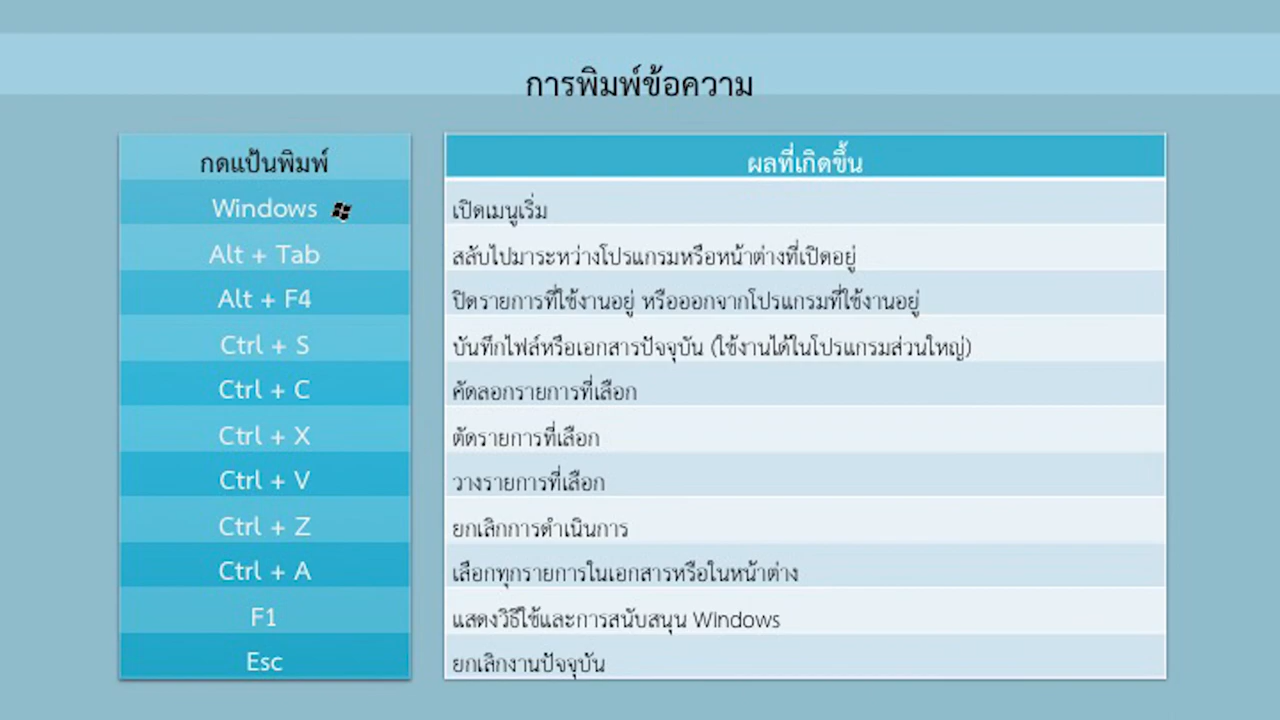 การพิมพ์ข้อความ
กดแป้นพิมพ์ ผลที่เกิดขึ้น
Windows เปิดเมนูเริ่ม
Alt + Tab สลับไปมาระหว่างโปรแกรมหรือหน้าต่างที่เปิดอยู่
Alt + F4 ปิดรายการที่ใช้งานอยู่ หรือออกจากโปรแกรมที่ใช้งานอยู่
Ctrl + S บันทึกไฟล์หรือเอกสารปัจจุบัน (ใช้งานได้ในโปรแกรมส่วนใหญ่)
Ctrl + C คัดลอกรายการที่เลือก
Ctrl + X ตัดรายการที่เลือก
Ctrl + V วางรายการที่เลือก
Ctrl + Z ยกเลิกการดำเนินการ
Ctrl + A เลือกทุกรายการในเอกสารหรือในหน้าต่าง
F1 แสดงวิธีใช้และการสนับสนุน Windows
Esc ยกเลิกงานปัจจุบัน